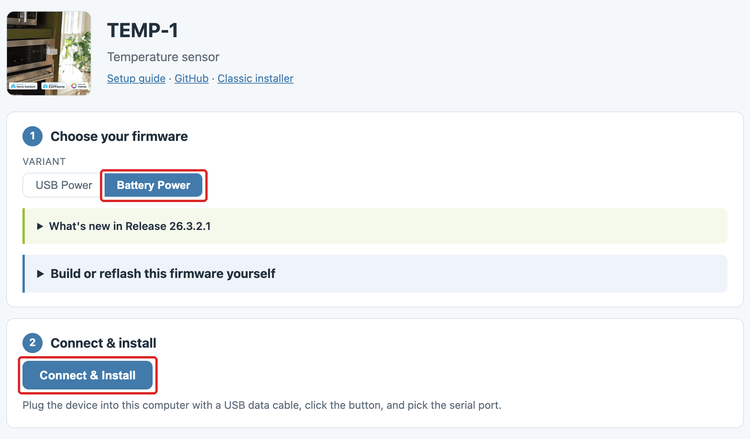 TEMP-1
Temperature sensor
Setup guide · GitHub · Classic installer
1 Choose your firmware
VARIANT
USB Power Battery Power
▶ What's new in Release 26.3.2.1
▶ Build or reflash this firmware yourself
2 Connect & install
Connect & Install
Plug the device into this computer with a USB data cable, click the button, and pick the serial port.